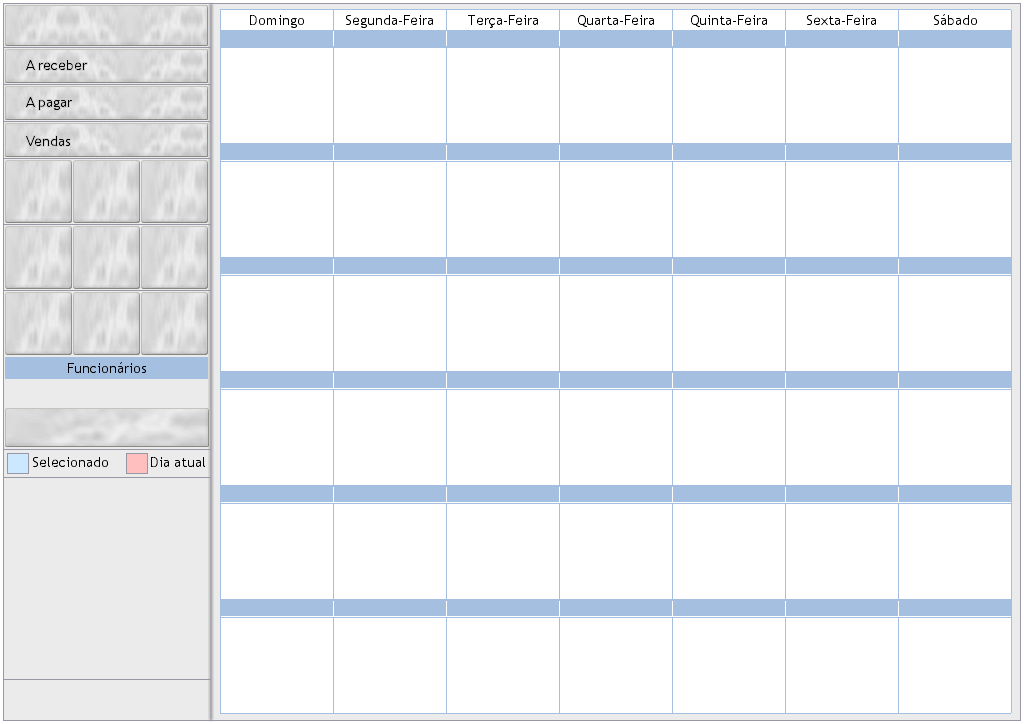 A receber
A pagar
Vendas
Funcionários
Selecionado Dia atual
Domingo Segunda-Feira Terça-Feira Quarta-Feira Quinta-Feira Sexta-Feira Sábado